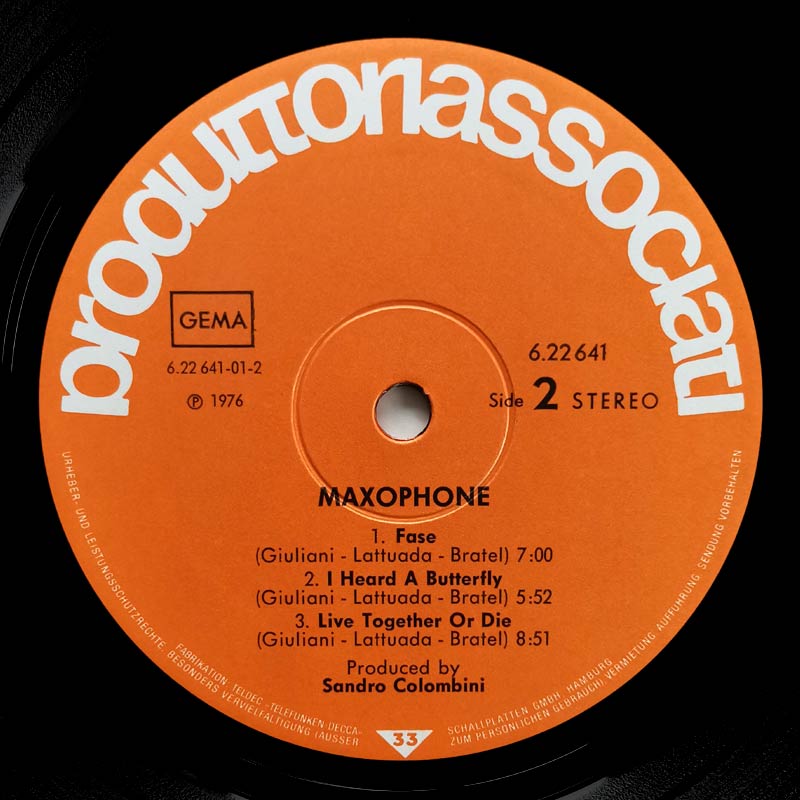 produttoriassociati
GEMA
6.22 641-01-2
Ⓟ 1976
6.22641
Side 2 STEREO
MAXOPHONE
1. Fase
(Giuliani - Lattuada - Bratel) 7:00
2. I Heard A Butterfly
(Giuliani - Lattuada - Bratel) 5:52
3. Live Together Or Die
(Giuliani - Lattuada - Bratel) 8:51
Produced by
Sandro Colombini
URHEBER- UND LEISTUNGSSCHUTZRECHTE, BESONDERS VERVIELFÄLTIGUNG (AUSSER ZUM PERSÖNLICHEN GEBRAUCH), VERMIETUNG AUFFÜHRUNG, SENDUNG VORBEHALTEN
FABRIKATION TELDEC »TELEFUNKEN-DECCA« SCHALLPLATTEN GMBH, HAMBURG
33